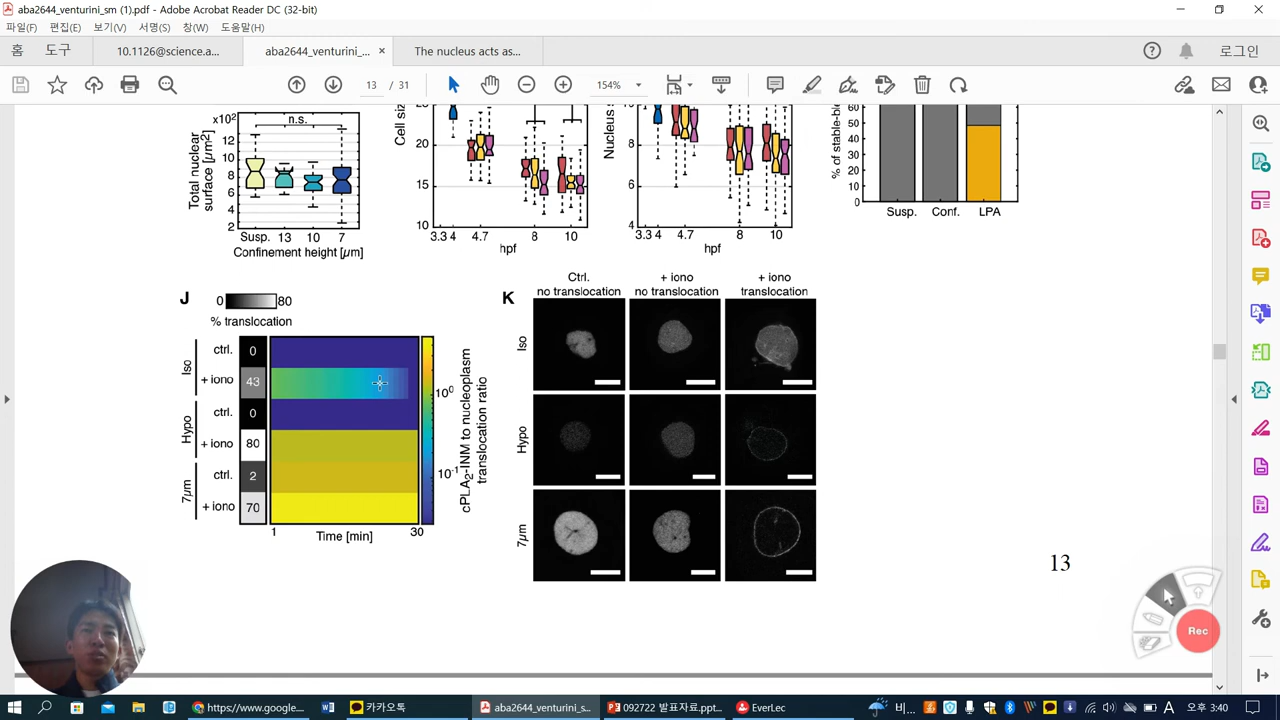 aba2644_venturini_sm (1).pdf - Adobe Acrobat Reader DC (32-bit)
파일(F) 편집(E) 보기(V) 서명(S) 창(W) 도움말(H)
홈 도구 10.1126@science.a... aba2644_venturini_... × The nucleus acts as... 로그인
13 / 31 154%
x10²
12
10
8
6
4
2
Total nuclear
surface [µm2]
n.s.
Susp. 13 10 7
Confinement height [µm]
Cell siz
20
15
10
3.3 4 4.7 8 10
hpf
Nucleus s
8
6
4
3.3 4 4.7 8 10
hpf
% of stable-ble
60
50
40
30
20
10
0
Susp. Conf. LPA
J
0 80
% translocation
Iso
ctrl. 0
+ iono 43
Hypo
ctrl. 0
+ iono 80
7µm
ctrl. 2
+ iono 70
1 30
Time [min]
10⁰
10⁻¹
cPLA₂-INM to nucleoplasm
translocation ratio
K
Ctrl.
no translocation
+ iono
no translocation
+ iono
translocation
Iso
Hypo
7µm
13
Rec
https://www.google.... 카카오톡 aba2644_venturini_s... 092722 발표자료.ppt... EverLec 비... A 오후 3:40